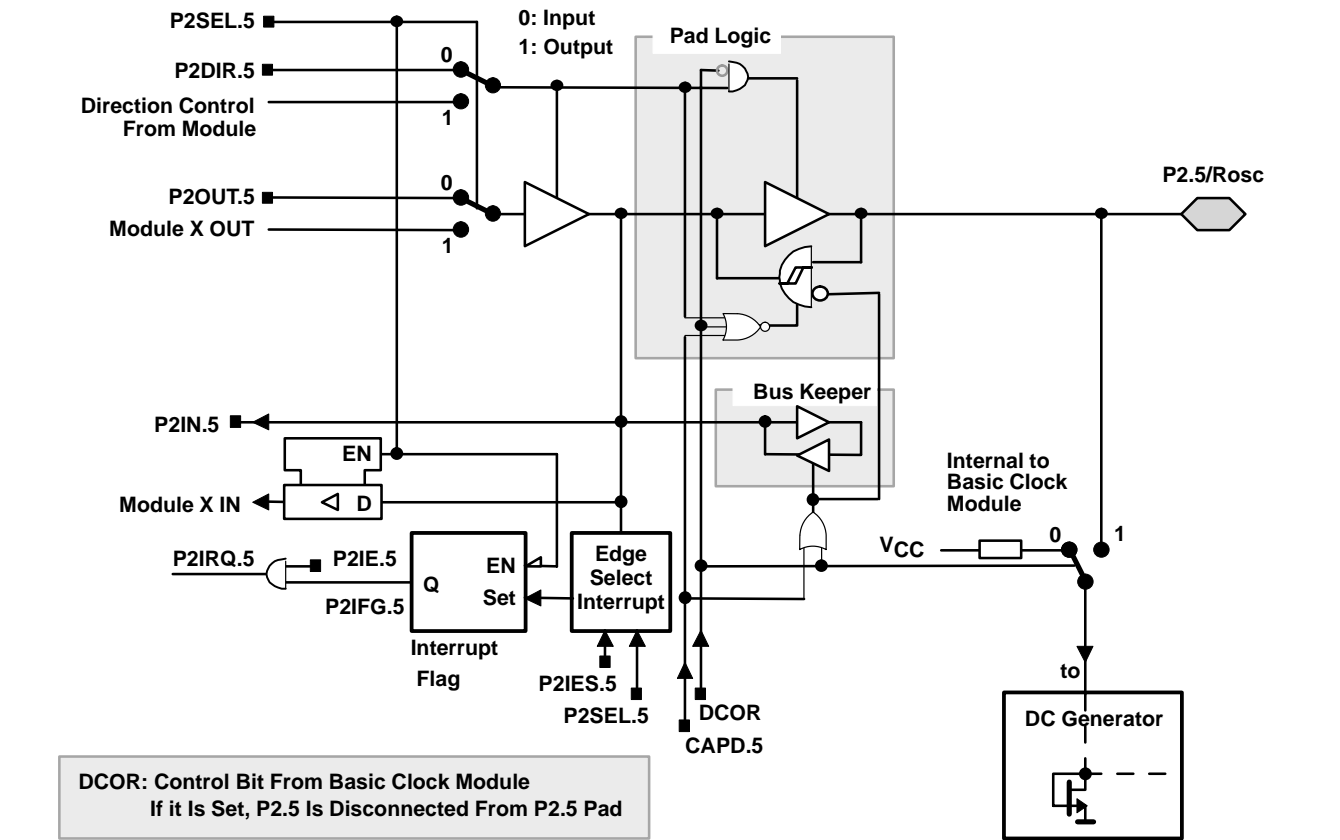 P2SEL.5
0: Input
1: Output
Pad Logic
P2DIR.5
0
Direction Control
From Module
1
P2OUT.5
0
Module X OUT
1
P2.5/Rosc
P2IN.5
Bus Keeper
EN
Module X IN
D
Internal to
Basic Clock
Module
VCC
0
1
P2IRQ.5
P2IE.5
P2IFG.5
Q
EN
Set
Interrupt
Flag
Edge
Select
Interrupt
P2IES.5
P2SEL.5
DCOR
CAPD.5
to
DC Generator
DCOR: Control Bit From Basic Clock Module
If it Is Set, P2.5 Is Disconnected From P2.5 Pad